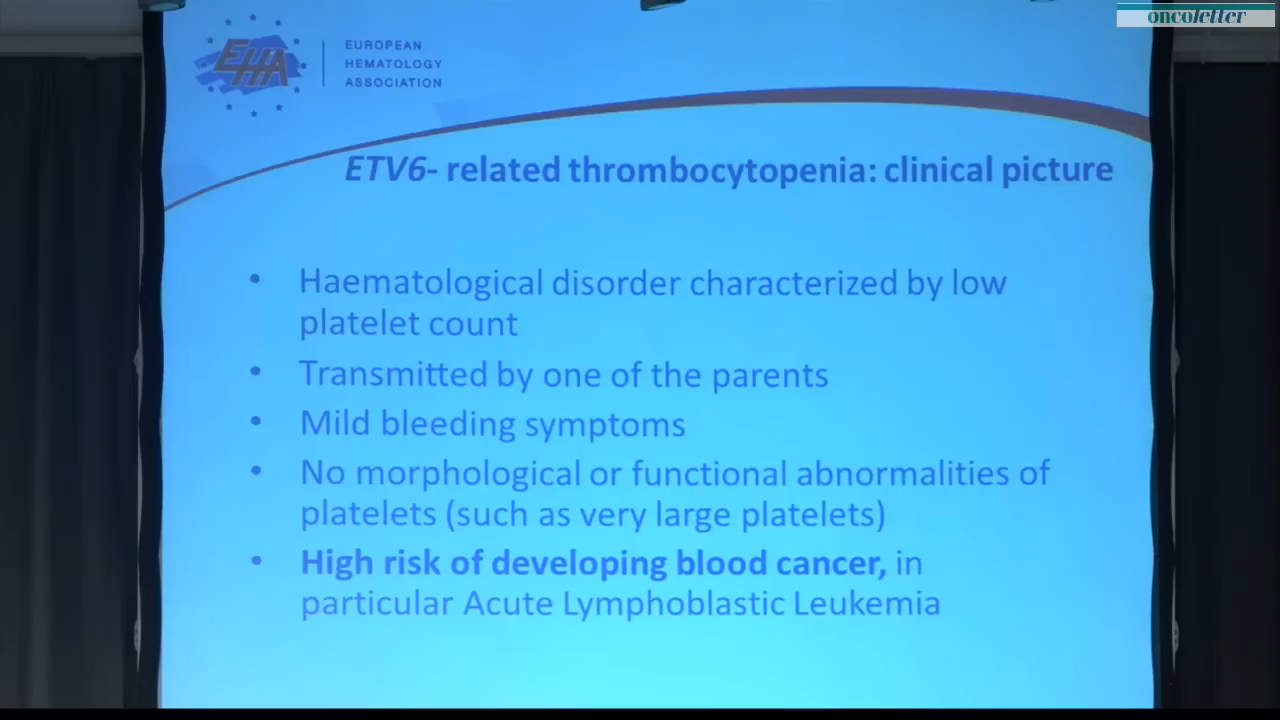 oncoletter
EHA
EUROPEAN
HEMATOLOGY
ASSOCIATION
ETV6- related thrombocytopenia: clinical picture
• Haematological disorder characterized by low
platelet count
• Transmitted by one of the parents
• Mild bleeding symptoms
• No morphological or functional abnormalities of
platelets (such as very large platelets)
• High risk of developing blood cancer, in
particular Acute Lymphoblastic Leukemia